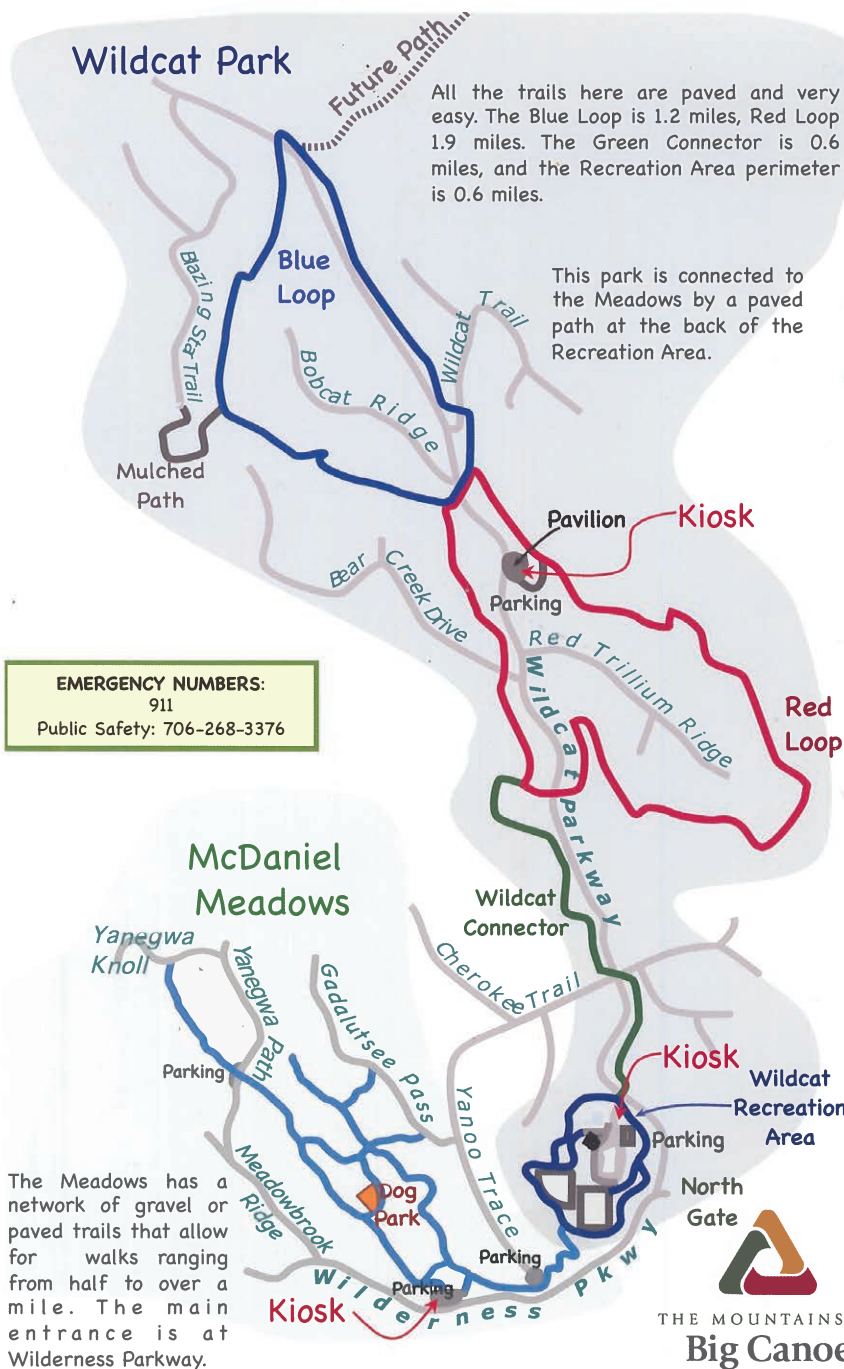 Wildcat Park
Future Path
All the trails here are paved and very
easy. The Blue Loop is 1.2 miles, Red Loop
1.9 miles. The Green Connector is 0.6
miles, and the Recreation Area perimeter
is 0.6 miles.
Blazing Star Trail
Blue
Loop
This park is connected to
the Meadows by a paved
path at the back of the
Recreation Area.
Wildcat Trail
Bobcat Ridge
Mulched
Path
Pavilion
Kiosk
Bear Creek Drive
Parking
Red Trillium Ridge
EMERGENCY NUMBERS:
911
Public Safety: 706-268-3376
Wildcat Parkway
Red
Loop
McDaniel
Meadows
Wildcat
Connector
Yanegwa
Knoll
Yanegwa Path
Gadalutsee Pass
Cherokee Trail
Parking
Kiosk
Wildcat
Recreation
Area
Yanoo Trace
Parking
The Meadows has a
network of gravel or
paved trails that allow
for walks ranging
from half to over a
mile. The main
entrance is at
Wilderness Parkway.
Meadowbrook
Ridge
Dog
Park
North
Gate
Parking
Parking
Kiosk
Wilderness Pkwy
THE MOUNTAINS
Big Canoe